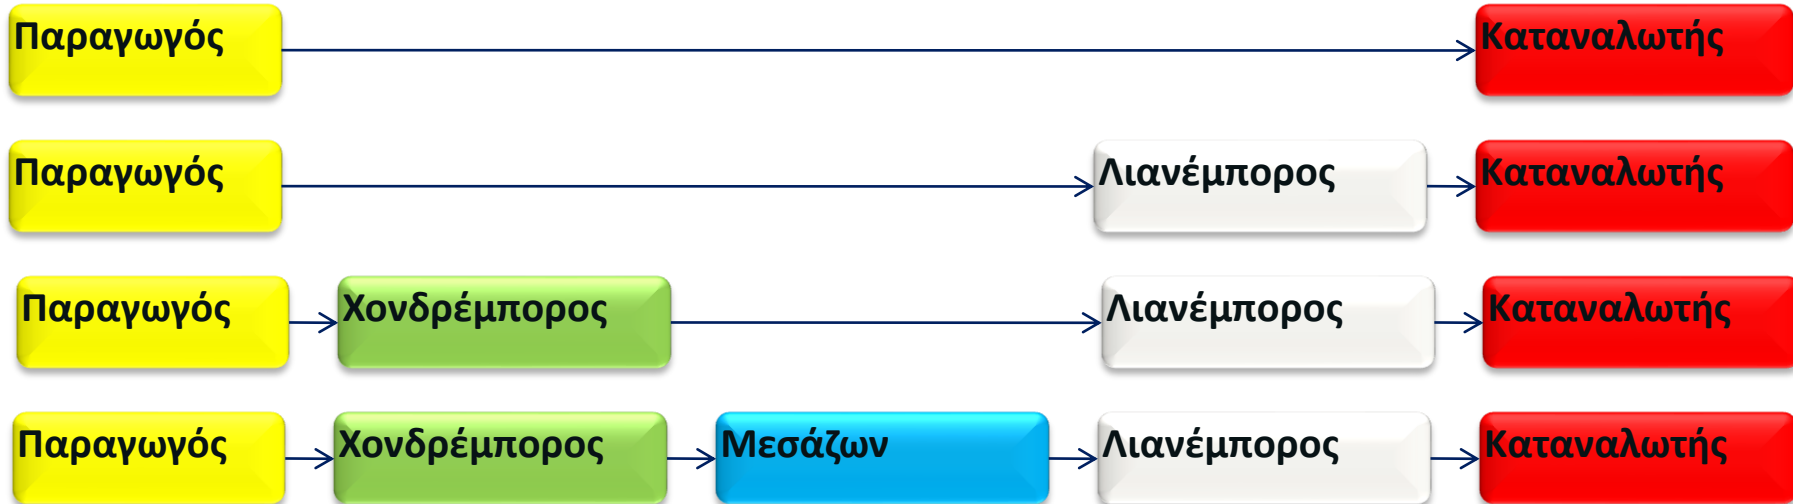 Παραγωγός Καταναλωτής
Παραγωγός Λιανέμπορος Καταναλωτής
Παραγωγός Χονδρέμπορος Λιανέμπορος Καταναλωτής
Παραγωγός Χονδρέμπορος Μεσάζων Λιανέμπορος Καταναλωτής